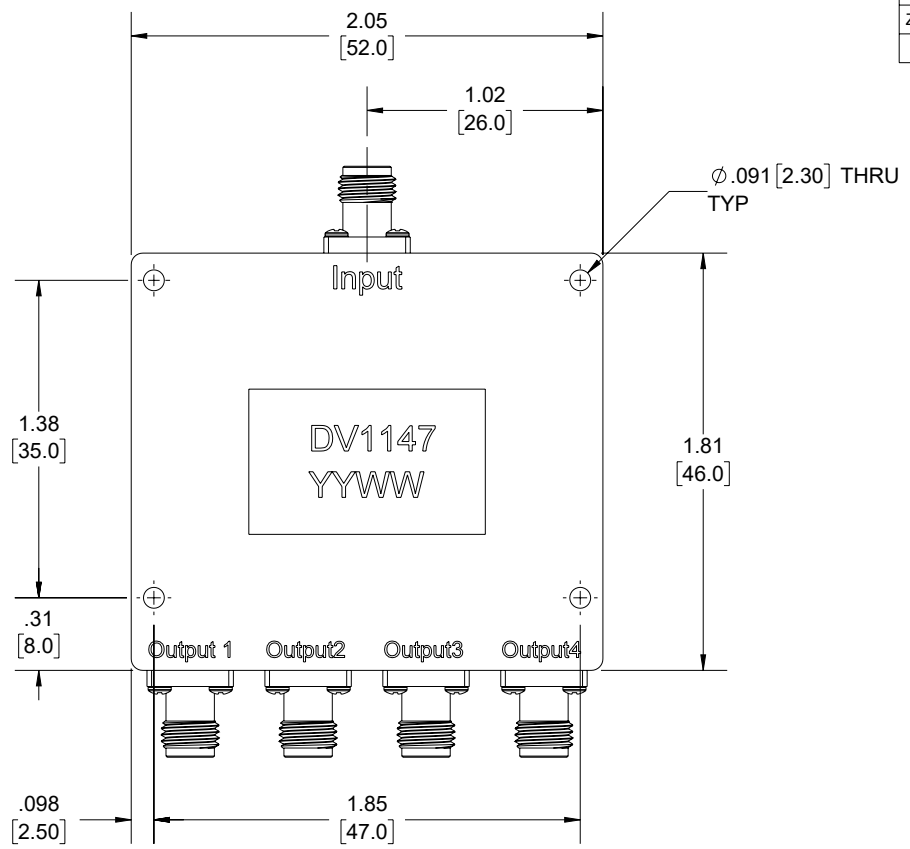 2.05
[52.0]
Z
1.02
[26.0]
⌀.091[2.30] THRU
TYP
Input
1.38
[35.0]
DV1147
YYWW
1.81
[46.0]
.31
[8.0]
Output 1 Output2 Output3 Output4
.098
[2.50]
1.85
[47.0]